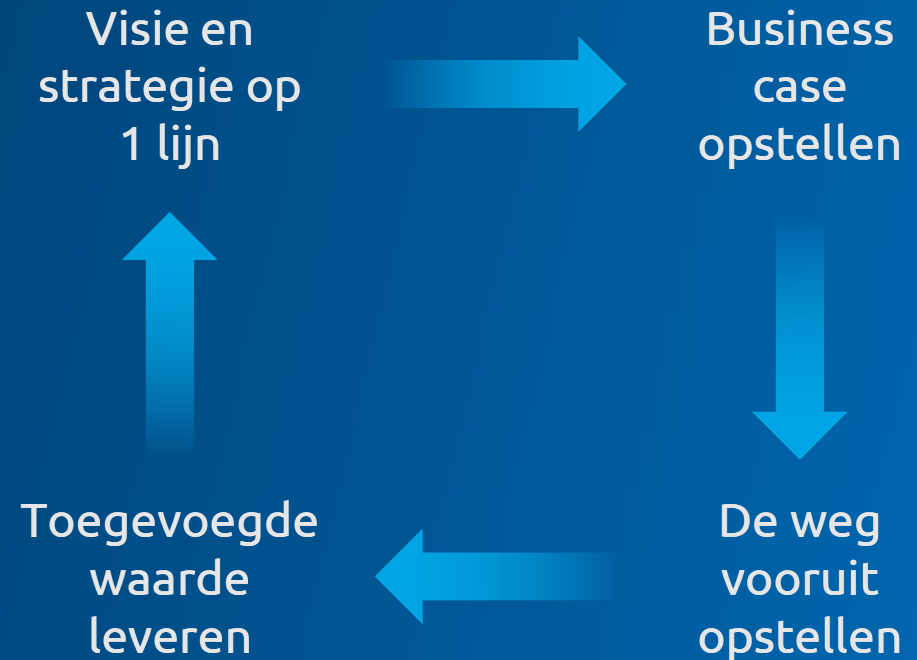 Visie en
strategie op
1 lijn
Business
case
opstellen
De weg
vooruit
opstellen
Toegevoegde
waarde
leveren